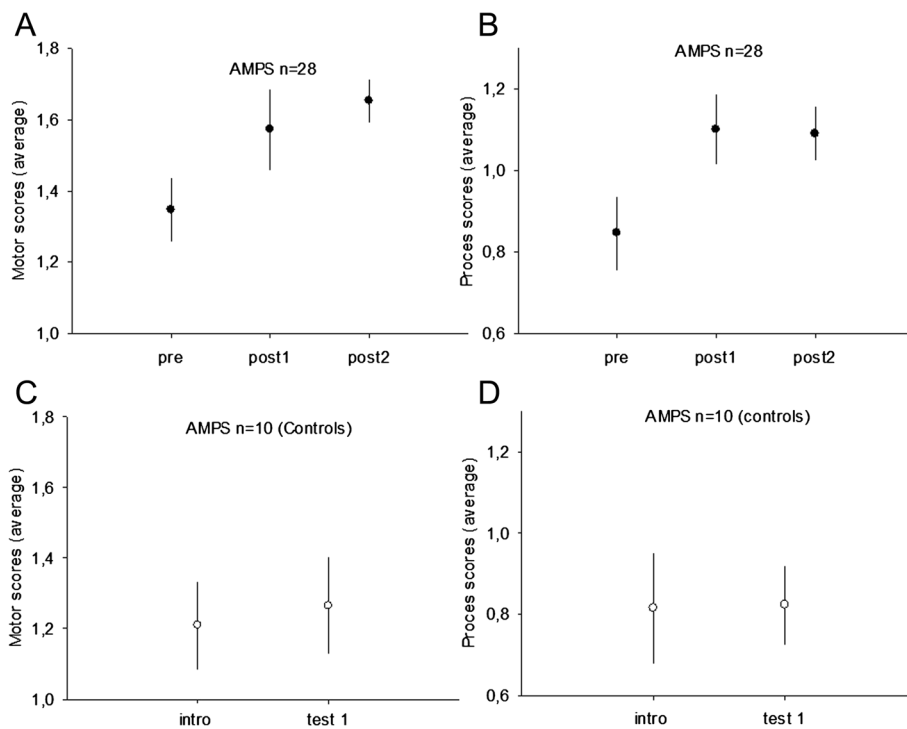 A
AMPS n=28
Motor scores (average)
1,8
1,6
1,4
1,2
1,0
pre post1 post2
B
AMPS n=28
Proces scores (average)
1,2
1,0
0,8
0,6
pre post1 post2
C
AMPS n=10 (Controls)
Motor scores (average)
1,8
1,6
1,4
1,2
1,0
intro test 1
D
AMPS n=10 (controls)
Proces scores (average)
1,2
1,0
0,8
0,6
intro test 1